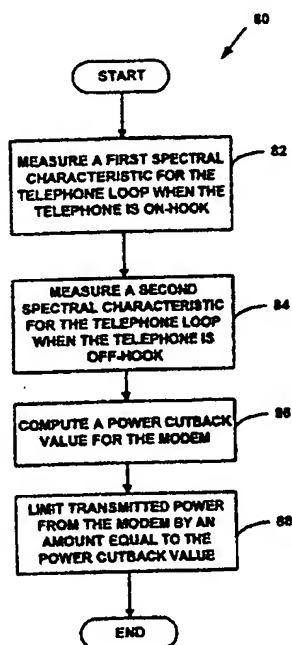 80
START
MEASURE A FIRST SPECTRAL
CHARACTERISTIC FOR THE
TELEPHONE LOOP WHEN THE
TELEPHONE IS ON-HOOK
82
MEASURE A SECOND
SPECTRAL CHARACTERISTIC
FOR THE TELEPHONE LOOP
WHEN THE TELEPHONE IS
OFF-HOOK
84
COMPUTE A POWER CUTBACK
VALUE FOR THE MODEM
86
LIMIT TRANSMITTED POWER
FROM THE MODEM BY AN
AMOUNT EQUAL TO THE
POWER CUTBACK VALUE
88
END